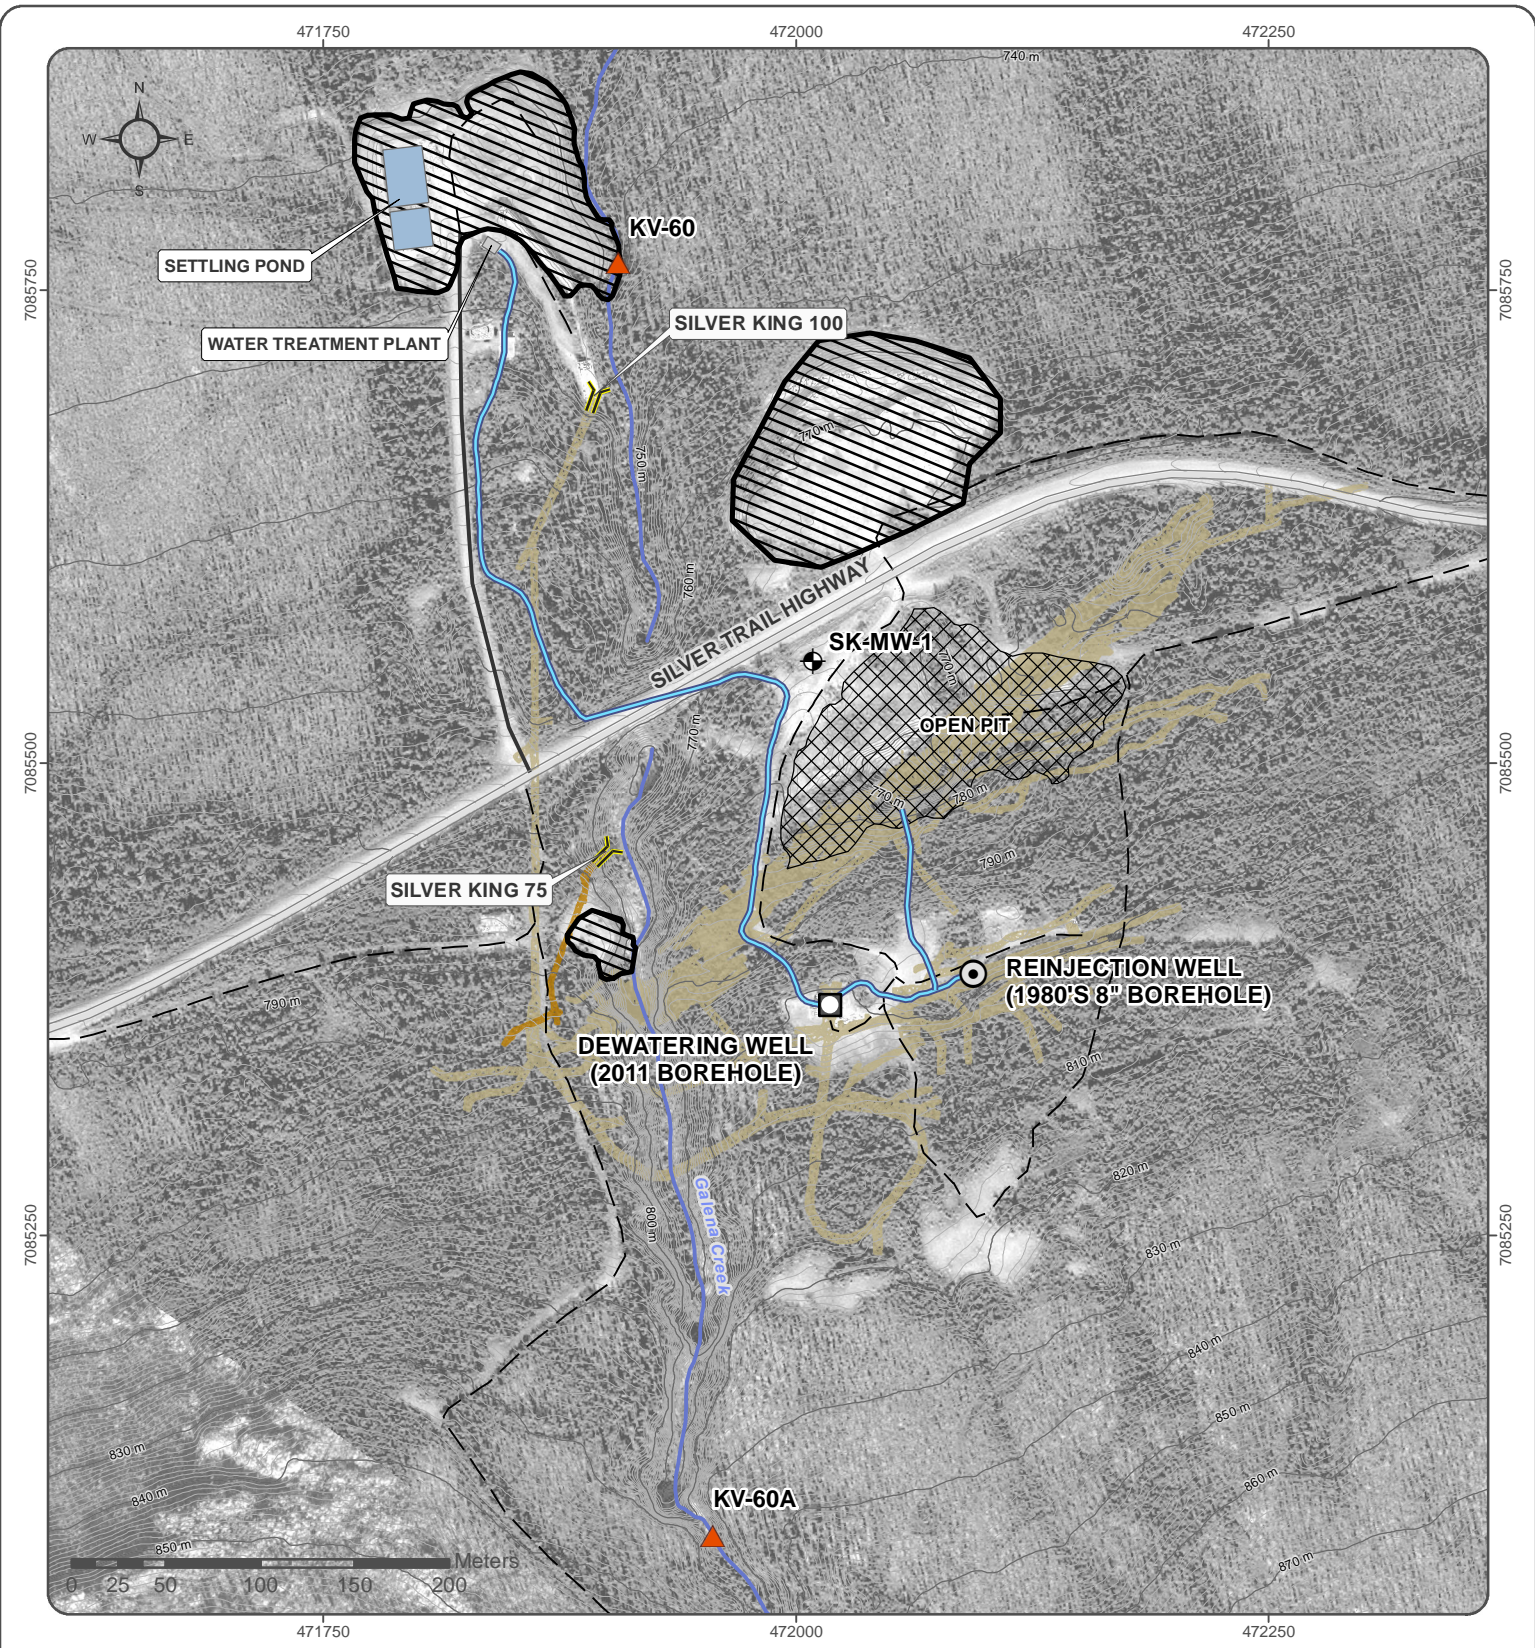 471750
472000
472250
740 m
N
W
E
S
KV-60
SETTLING POND
7085750
7085750
SILVER KING 100
WATER TREATMENT PLANT
770 m
750 m
760 m
SILVER TRAIL HIGHWAY
SK-MW-1
770 m
OPEN PIT
770 m
7085500
7085500
770 m
780 m
790 m
SILVER KING 75
REINJECTION WELL
(1980'S 8" BOREHOLE)
790 m
DEWATERING WELL
(2011 BOREHOLE)
810 m
820 m
Galena Creek
800 m
7085250
7085250
830 m
840 m
850 m
830 m
860 m
840 m
KV-60A
850 m
870 m
Meters
0 25 50 100 150 200
471750
472000
472250